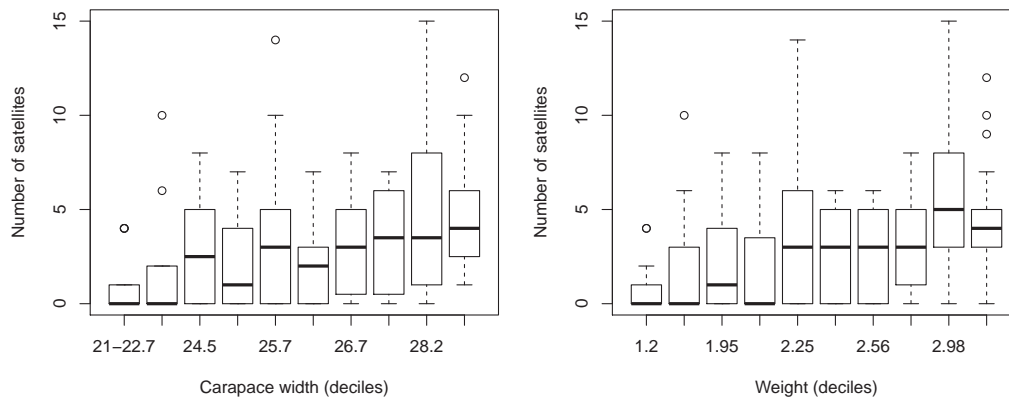 Number of satellites
15
10
5
0
21−22.7 24.5 25.7 26.7 28.2
Carapace width (deciles)
Number of satellites
15
10
5
0
1.2 1.95 2.25 2.56 2.98
Weight (deciles)